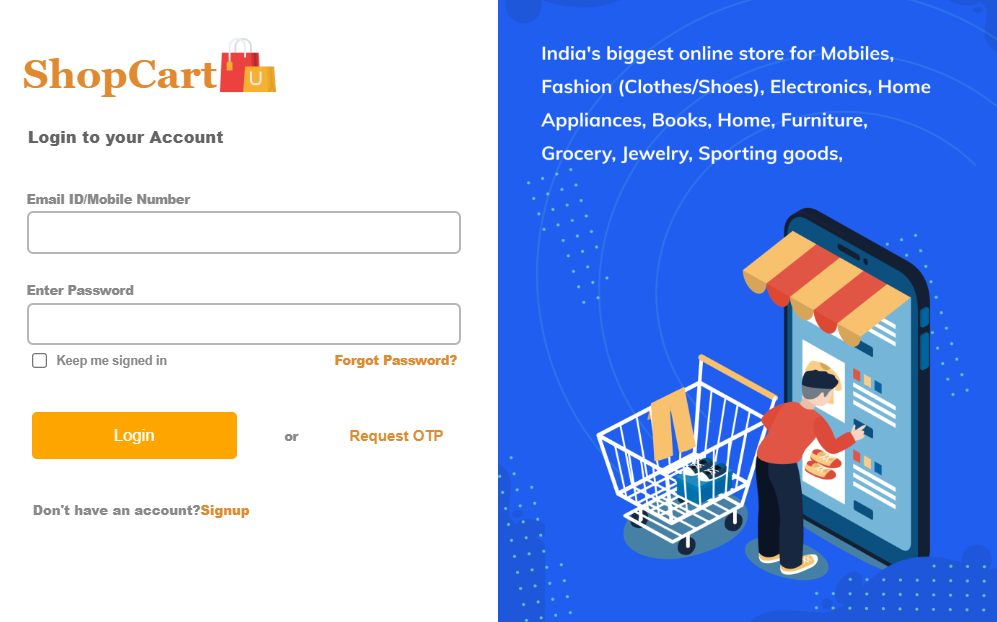 ShopCart
U
Login to your Account
Email ID/Mobile Number
Enter Password
Keep me signed in
Forgot Password?
Login
or
Request OTP
Don't have an account?Signup
India's biggest online store for Mobiles,
Fashion (Clothes/Shoes), Electronics, Home
Appliances, Books, Home, Furniture,
Grocery, Jewelry, Sporting goods,